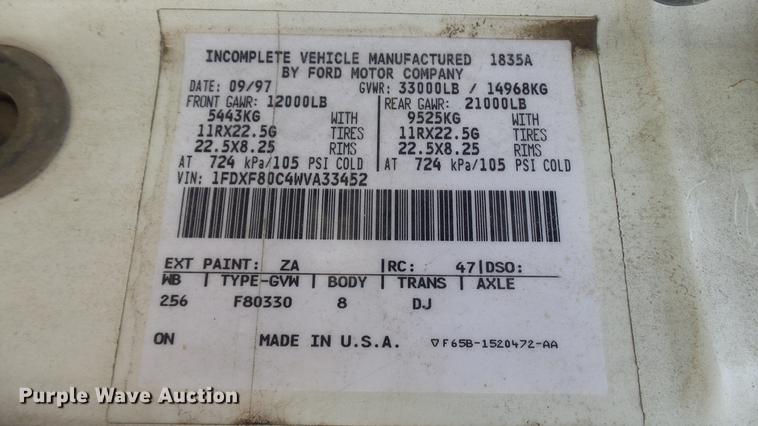 INCOMPLETE VEHICLE MANUFACTURED 1835A
BY FORD MOTOR COMPANY
DATE: 09/97 GVWR: 33000LB / 14968KG
FRONT GAWR: 12000LB REAR GAWR: 21000LB
5443KG WITH 9525KG WITH
11RX22.5G TIRES 11RX22.5G TIRES
22.5X8.25 RIMS 22.5X8.25 RIMS
AT 724 kPa/105 PSI COLD AT 724 kPa/105 PSI COLD
VIN: 1FDXF80C4WVA33452
EXT PAINT: ZA |RC: 47|DSO:
WB | TYPE-GVW | BODY | TRANS | AXLE
256 F80330 8 DJ
ON MADE IN U.S.A. ▽F65B-1520472-AA
Purple Wave Auction